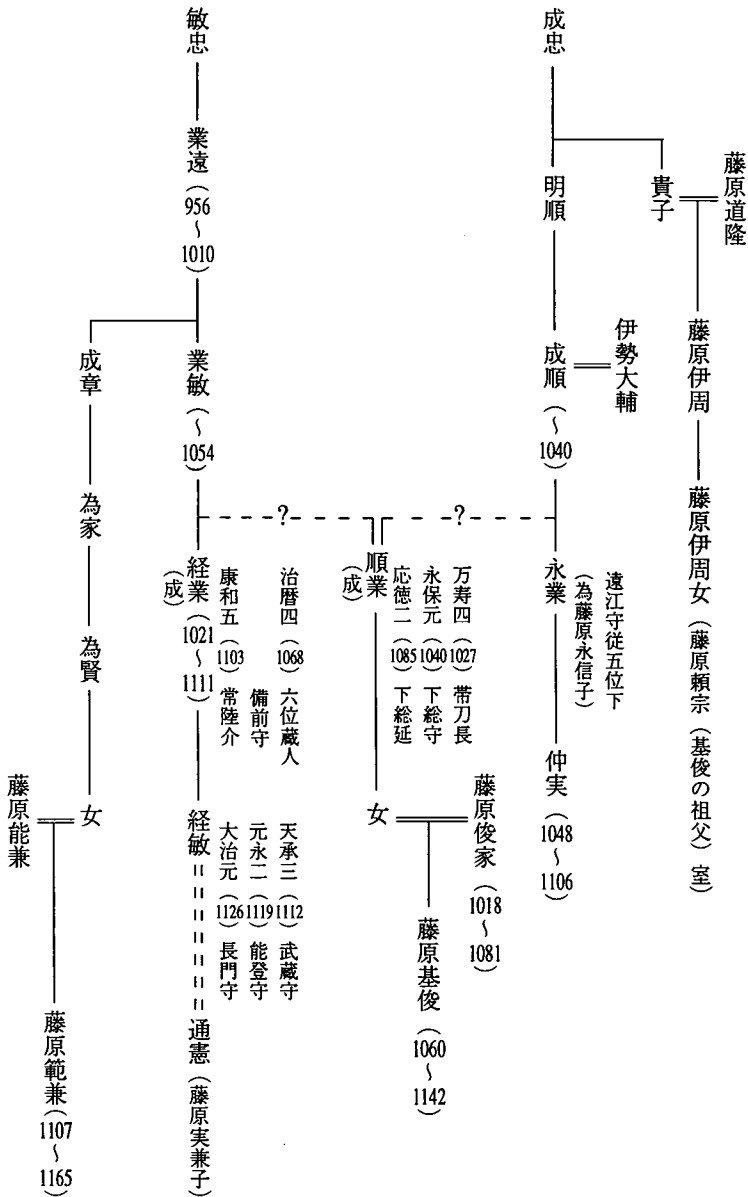 成忠
貴子
藤原道隆
藤原伊周
藤原伊周女(藤原頼宗(基俊の祖父)室)
明順
成順(〜1040)
伊勢大輔
永業
遠江守従五位下
(為藤原永信子)
仲実(1048〜1106)
?
?
順業
(成)
万寿四(1027)帯刀長
永保元(1040)下総守
応徳二(1085)下総延
女
藤原俊家(1018〜1081)
藤原基俊(1060〜1142)
敏忠
業遠(956〜1010)
業敏(〜1054)
経業(1021〜1111)
(成)
治暦四(1068)六位蔵人
備前守
康和五(1103)常陸介
経敏
天承三(1112)武蔵守
元永二(1119)能登守
大治元(1126)長門守
通憲(藤原実兼子)
成章
為家
為賢
女
藤原能兼
藤原範兼(1107〜1165)